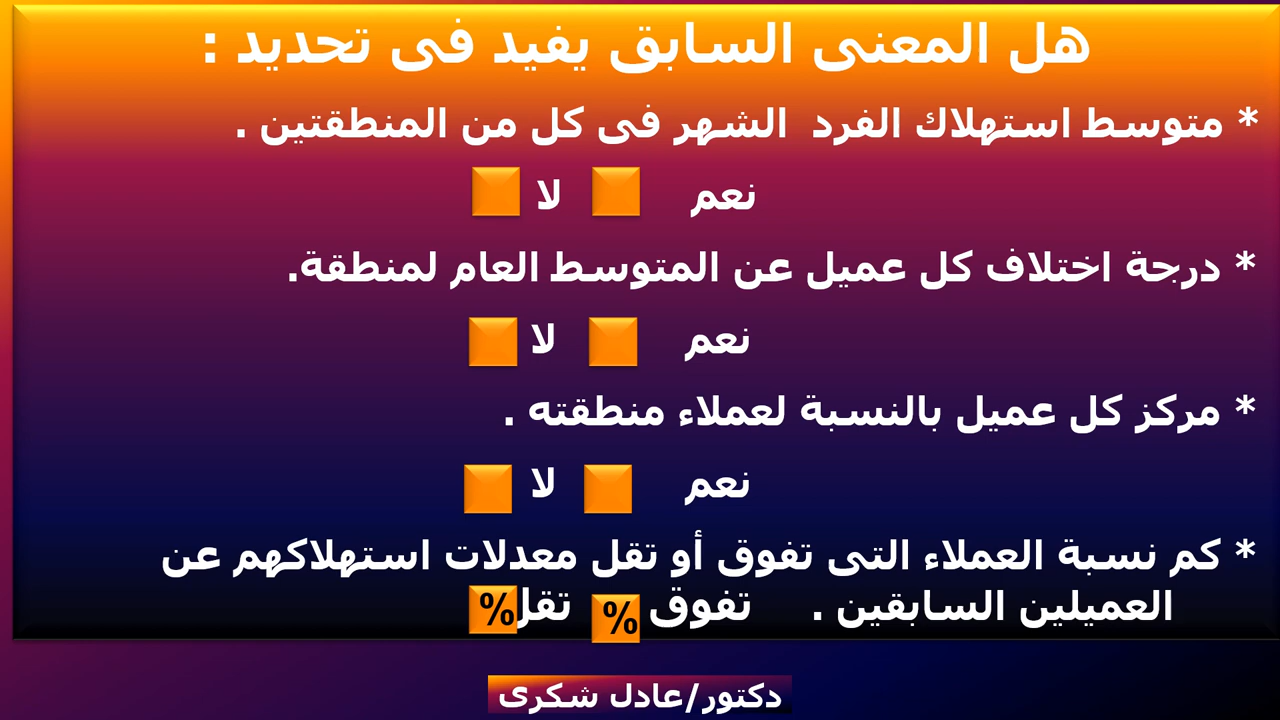 هل المعنى السابق يفيد فى تحديد :
* متوسط استهلاك الفرد الشهر فى كل من المنطقتين .
نعم لا
* درجة اختلاف كل عميل عن المتوسط العام لمنطقة.
نعم لا
* مركز كل عميل بالنسبة لعملاء منطقته .
نعم لا
* كم نسبة العملاء التى تفوق أو تقل معدلات استهلاكهم عن
العميلين السابقين . تفوق % تقل %
دكتور/عادل شكرى